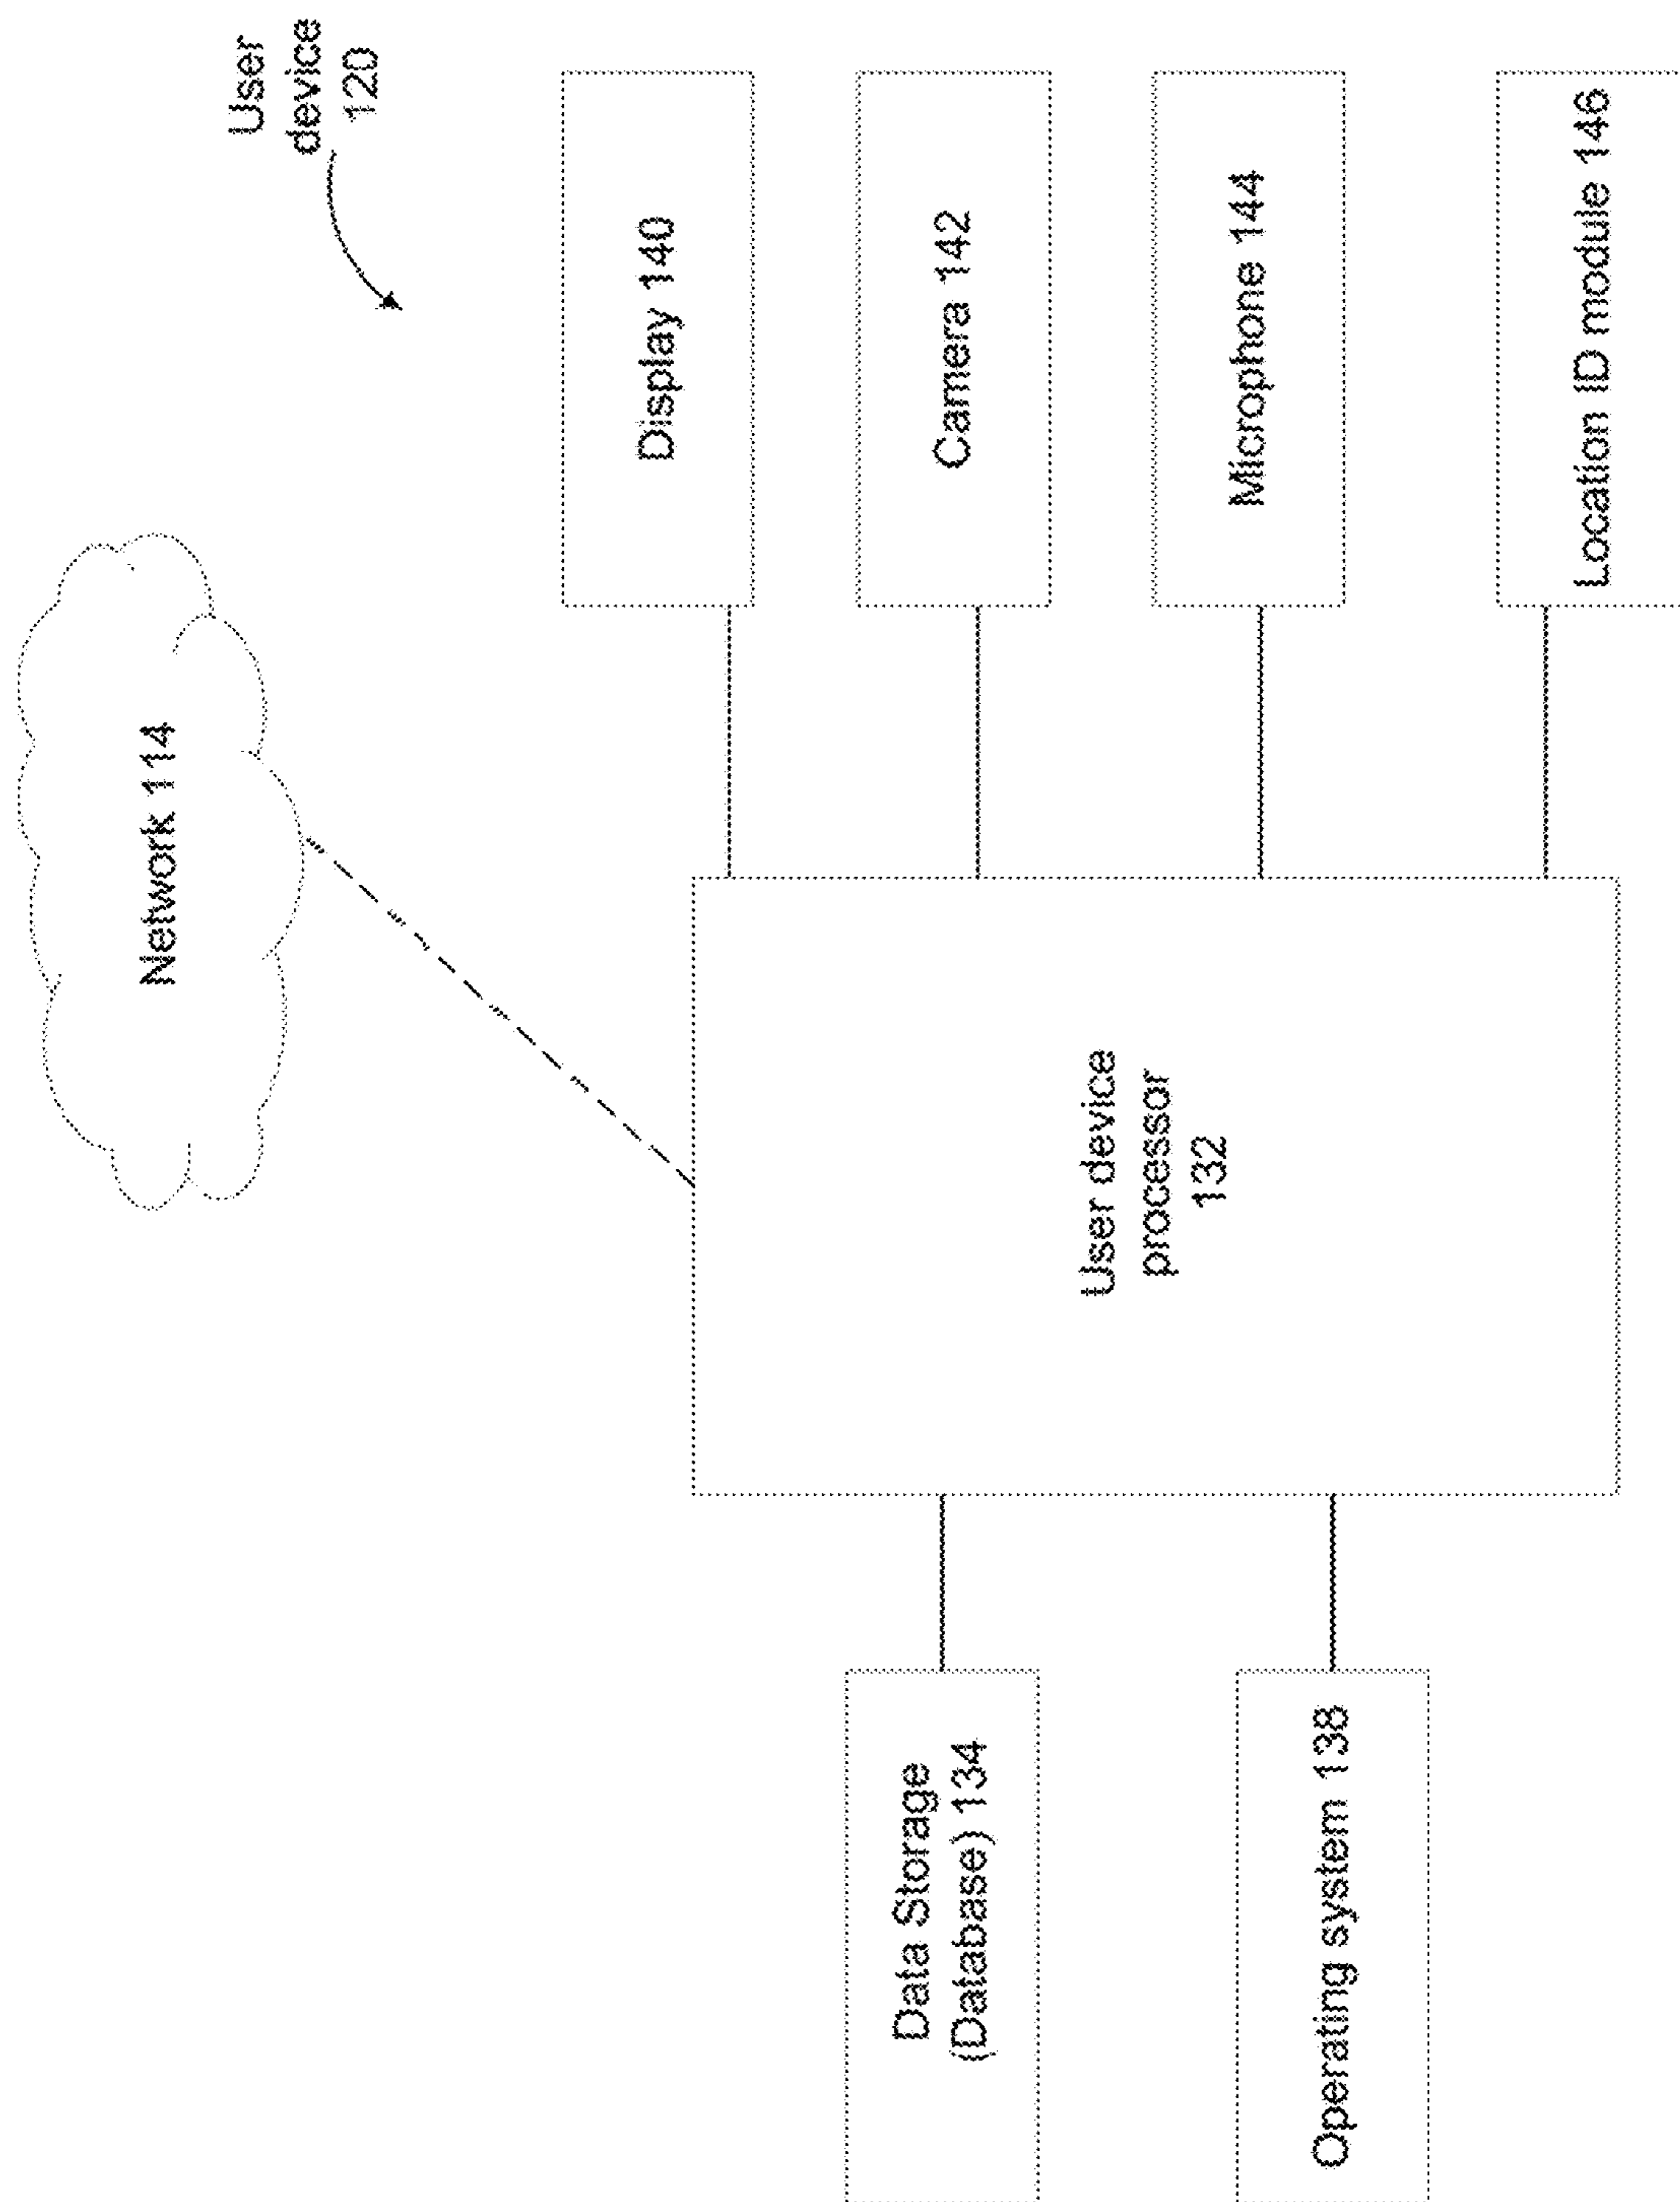 User
device
120
Network 114
Data Storage
(Database) 134
Operating system 138
User device
processor
132
Display 140
Camera 142
Microphone 144
Location ID module 146